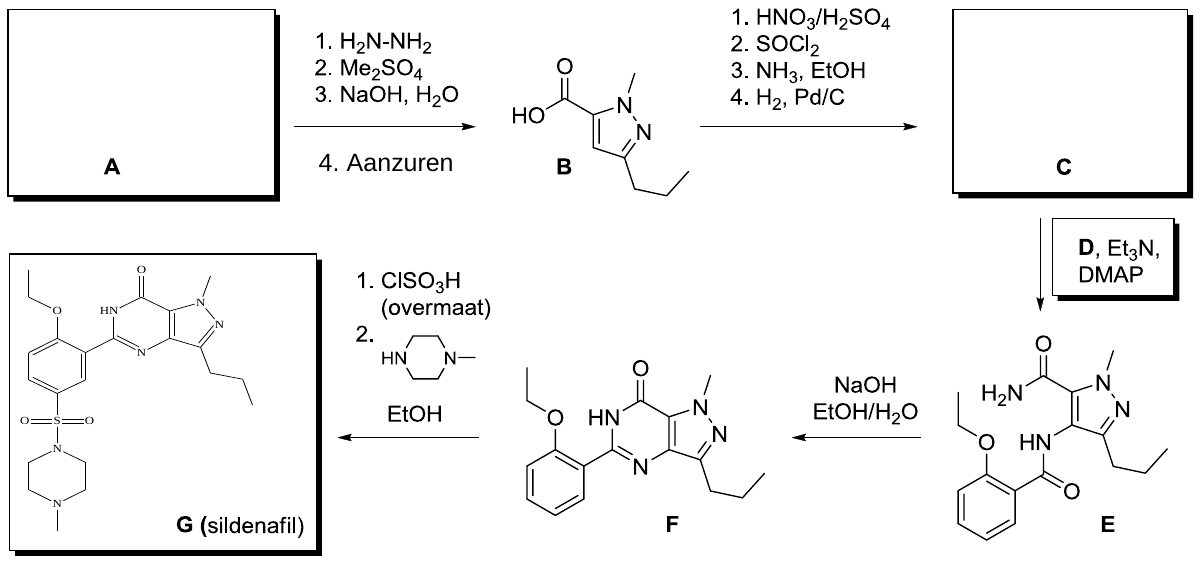 A
1. H₂N-NH₂
2. Me₂SO₄
3. NaOH, H₂O
4. Aanzuren
O
HO
N
N
B
1. HNO₃/H₂SO₄
2. SOCl₂
3. NH₃, EtOH
4. H₂, Pd/C
C
D, Et₃N,
DMAP
O
H₂N
N
N
O
HN
O
E
NaOH
EtOH/H₂O
O
HN
N
N
O
N
F
1. ClSO₃H
(overmaat)
2.
HN
N
EtOH
O
HN
N
N
O
N
O
S
O
N
N
G (sildenafil)